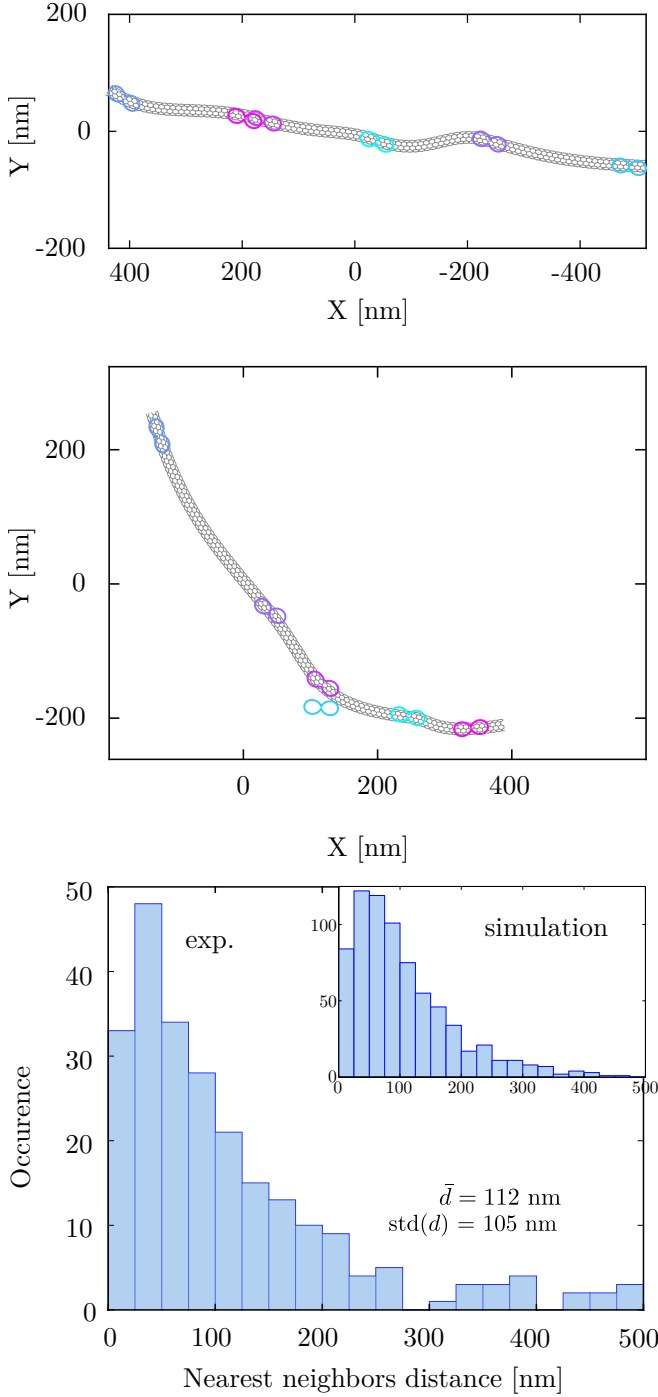 200
0
-200
Y [nm]
400 200 0 -200 -400
X [nm]
200
0
-200
Y [nm]
0 200 400
X [nm]
50
40
30
20
10
0
Occurence
exp.
simulation
100
50
0
0 100 200 300 400 500
d̄ = 112 nm
std(d) = 105 nm
0 100 200 300 400 500
Nearest neighbors distance [nm]